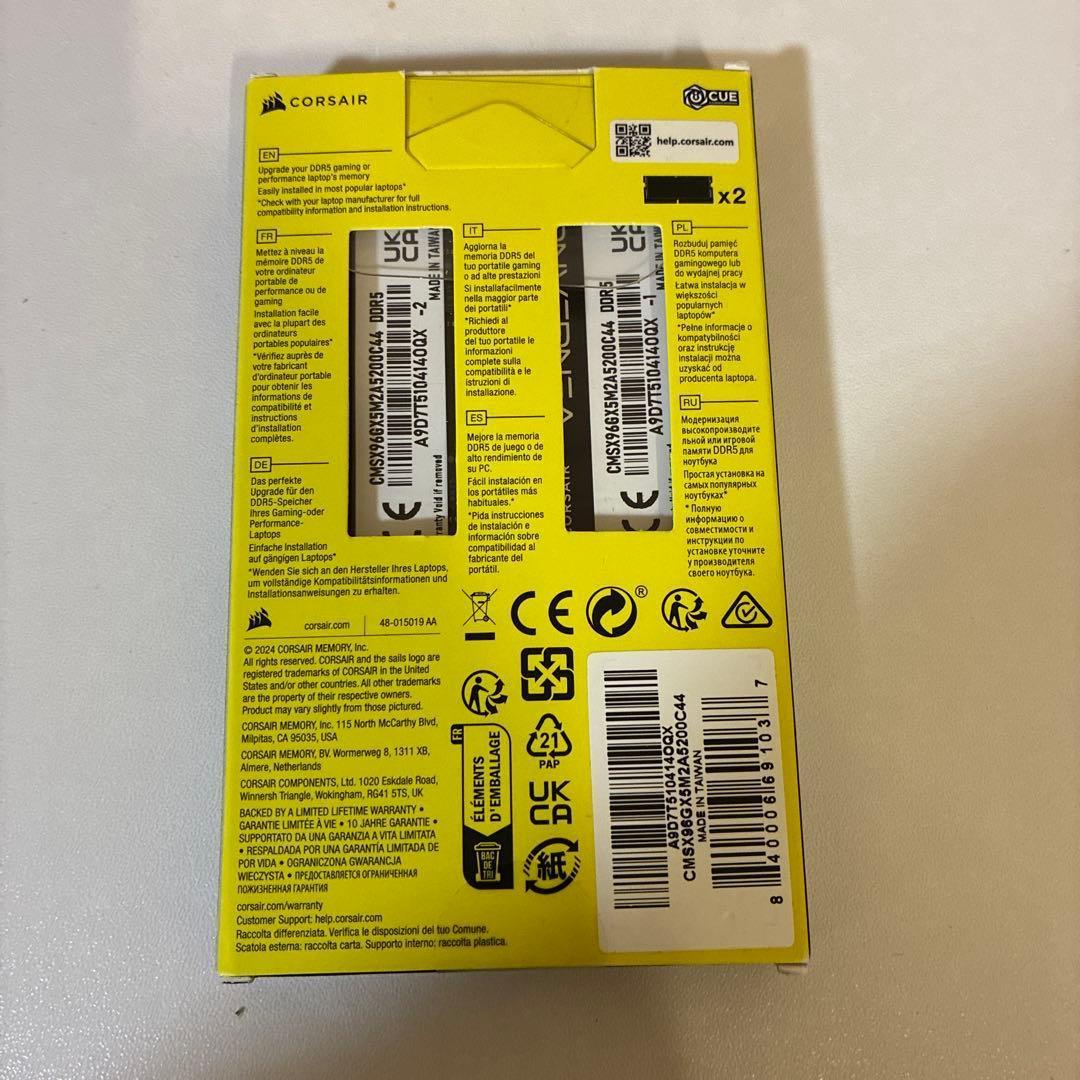 CORSAIR
iCUE
help.corsair.com
x2
EN
Upgrade your DDR5 gaming or
performance laptop's memory
Easily installed in most popular laptops*
*Check with your laptop manufacturer for full
compatibility information and installation instructions.
FR
Mettez à niveau la
mémoire DDR5 de
votre ordinateur
portable de
performance ou de
gaming
Installation facile
avec la plupart des
ordinateurs
portables populaires*
*Vérifiez auprès de
votre fabricant
d'ordinateur portable
pour obtenir les
informations de
compatibilité et
instructions
d'installation
complètes.
DE
Das perfekte
Upgrade für den
DDR5-Speicher
Ihres Gaming-oder
Performance-
Laptops
Einfache Installation
auf gängigen Laptops*
*Wenden Sie sich an den Hersteller Ihres Laptops,
um vollständige Kompatibilitätsinformationen und
Installationsanweisungen zu erhalten.
UK
CA
MADE IN TAIWAN
CMSX96GX5M2A5200C44 DDR5
A9D7T5104140QX -2
ranty Void if removed
CE
IT
Aggiorna la
memoria DDR5 del
tuo portatile gaming
o ad alte prestazioni
Si installafacilmente
nella maggior parte
dei portatili*
*Richiedi al
produttore
del tuo portatile le
informazioni
complete sulla
compatibilità e le
istruzioni di
installazione.
ES
Mejore la memoria
DDR5 de juego o de
alto rendimiento de
su PC.
Fácil instalación en
los portátiles más
habituales.*
*Pida instrucciones
de instalación e
información sobre
compatibilidad al
fabricante del
portátil.
UK
CA
MADE IN TAIWAN
CMSX96GX5M2A5200C44 DDR5
A9D7T5104140QX -1
CORSAIR
CE
PL
Rozbuduj pamięć
DDR5 komputera
gamingowego lub
do wydajnej pracy
Łatwa instalacja w
większości
popularnych
laptopów*
*Pełne informacje o
kompatybilności
oraz instrukcję
instalacji można
uzyskać od
producenta laptopa.
RU
Модернизация
высокопроизводите
льной или игровой
памяти DDR5 для
ноутбука
Простая установка на
самых популярных
ноутбуках*
* Полную
информацию о
совместимости и
инструкции по
установке уточните
у производителя
своего ноутбука.
corsair.com
48-015019 AA
© 2024 CORSAIR MEMORY, Inc.
All rights reserved. CORSAIR and the sails logo are
registered trademarks of CORSAIR in the United
States and/or other countries. All other trademarks
are the property of their respective owners.
Product may vary slightly from those pictured.
CORSAIR MEMORY, Inc. 115 North McCarthy Blvd,
Milpitas, CA 95035, USA
CORSAIR MEMORY, BV. Wormerweg 8, 1311 XB,
Almere, Netherlands
CORSAIR COMPONENTS, Ltd. 1020 Eskdale Road,
Winnersh Triangle, Wokingham, RG41 5TS, UK
BACKED BY A LIMITED LIFETIME WARRANTY •
GARANTIE LIMITÉE À VIE • 10 JAHRE GARANTIE •
SUPPORTATO DA UNA GARANZIA A VITA LIMITATA
• RESPALDADA POR UNA GARANTÍA LIMITADA DE
POR VIDA • OGRANICZONA GWARANCJA
WIECZYSTA • ПРЕДОСТАВЛЯЕТСЯ ОГРАНИЧЕННАЯ
ПОЖИЗНЕННАЯ ГАРАНТИЯ
corsair.com/warranty
Customer Support: help.corsair.com
Raccolta differenziata. Verifica le disposizioni del tuo Comune.
Scatola esterna: raccolta carta. Supporto interno: raccolta plastica.
CE
®
21
PAP
UK
CA
紙
FR
ÉLÉMENTS
D'EMBALLAGE
BAC
DE
TRI
A9D7T5104140QX
CMSX96GX5M2A5200C44
MADE IN TAIWAN
8 40006 69103 7